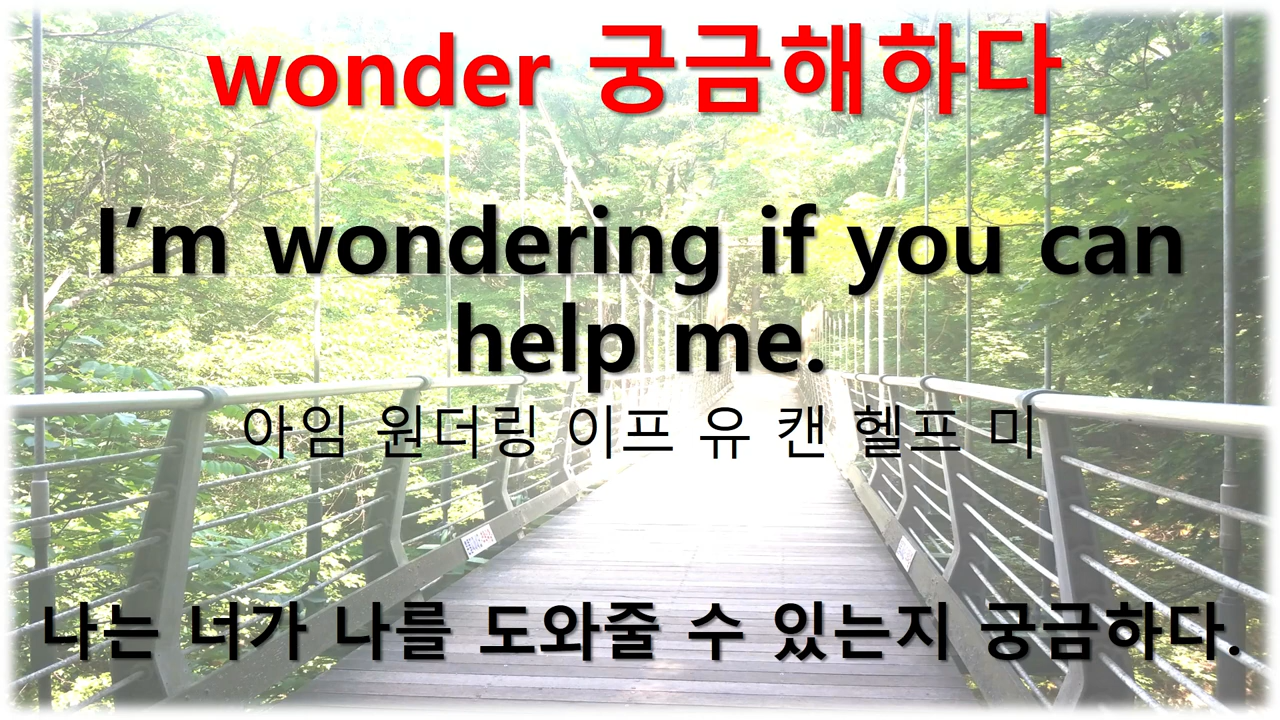 wonder 궁금해하다
I’m wondering if you can
help me.
아임 원더링 이프 유 캔 헬프 미
나는 너가 나를 도와줄 수 있는지 궁금하다.